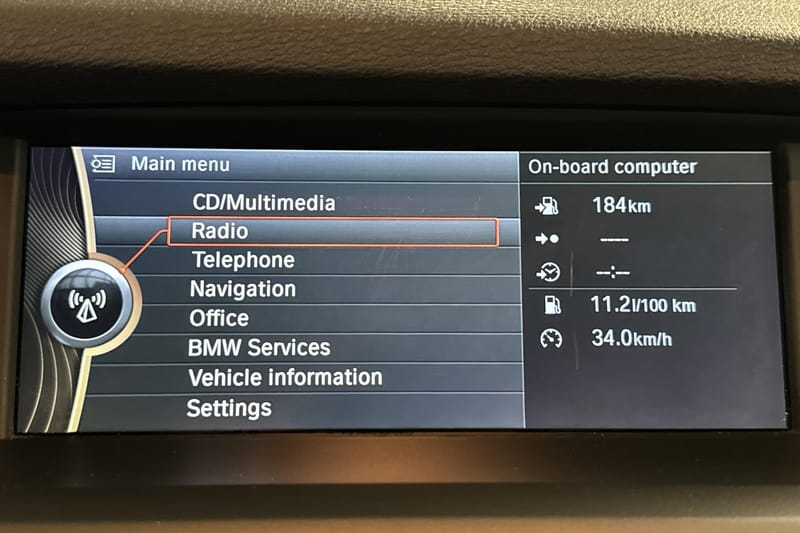 Main menu
CD/Multimedia
Radio
Telephone
Navigation
Office
BMW Services
Vehicle information
Settings
On-board computer
184km
----
--:--
11.2l/100 km
34.0km/h